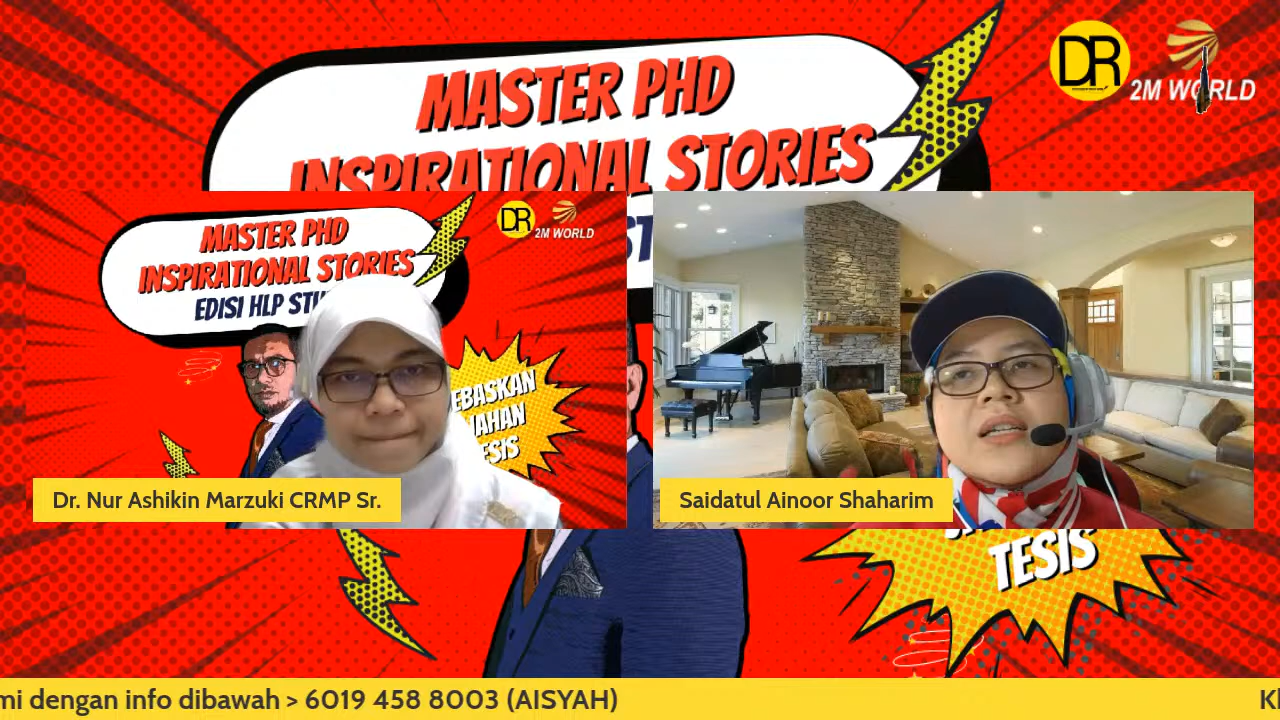 MASTER PHD
INSPIRATIONAL STORIES
DR
2M WORLD
MASTER PHD
INSPIRATIONAL STORIES
EDISI HLP
DR
2M WORLD
TESIS
Dr. Nur Ashikin Marzuki CRMP Sr.
Saidatul Ainoor Shaharim
dengan info dibawah > 6019 458 8003 (AISYAH)